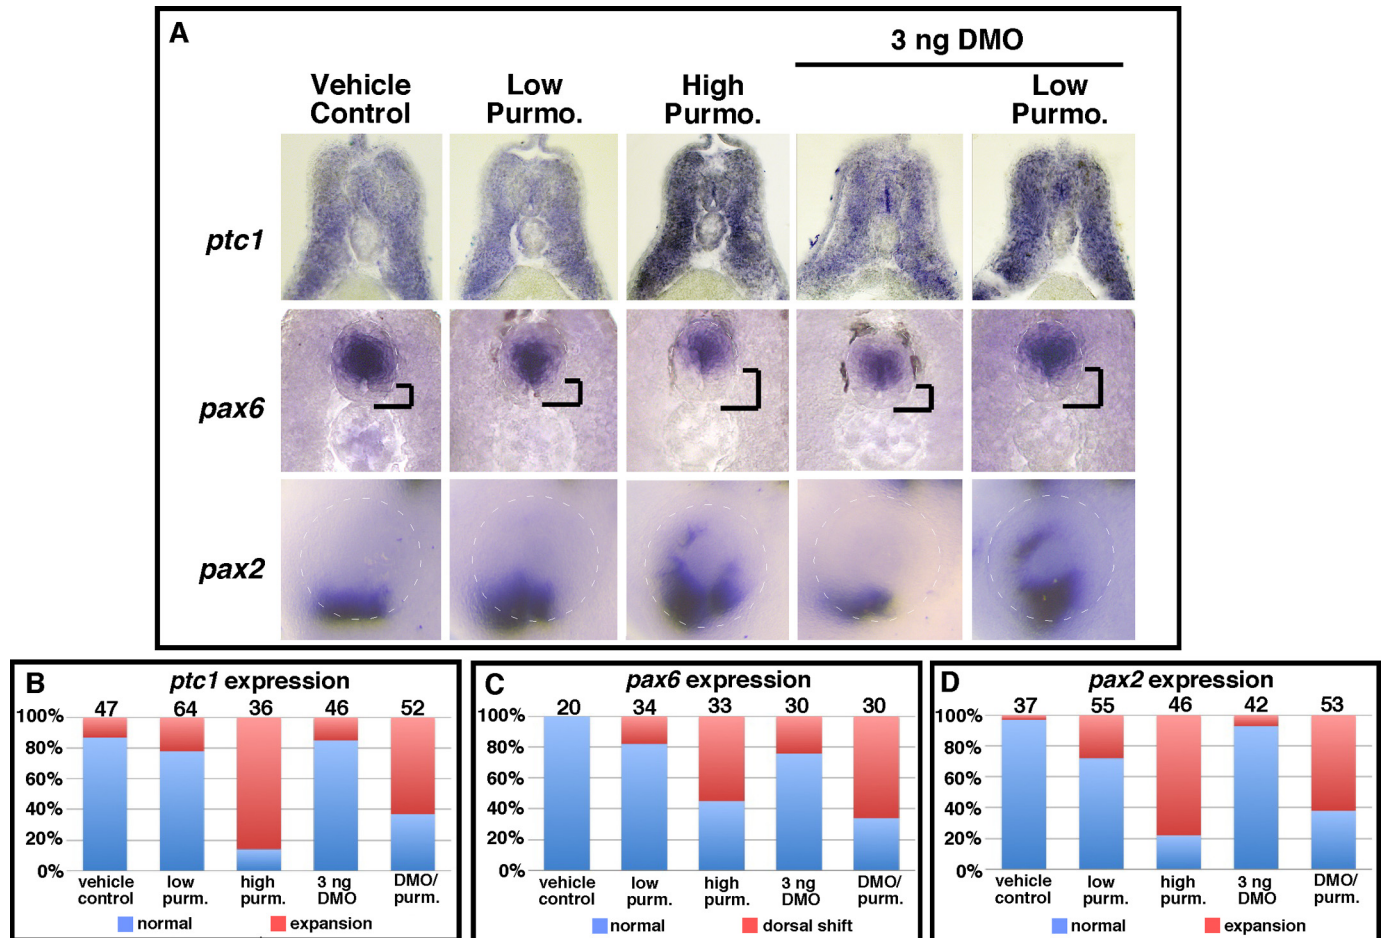 A
3 ng DMO
Vehicle Control
Low Purmo.
High Purmo.
Low Purmo.
ptc1
pax6
pax2
B
ptc1 expression
47 64 36 46 52
100%
80%
60%
40%
20%
0%
vehicle control
low purm.
high purm.
3 ng DMO
DMO/ purm.
normal
expansion
C
pax6 expression
20 34 33 30 30
100%
80%
60%
40%
20%
0%
vehicle control
low purm.
high purm.
3 ng DMO
DMO/ purm.
normal
dorsal shift
D
pax2 expression
37 55 46 42 53
100%
80%
60%
40%
20%
0%
vehicle control
low purm.
high purm.
3 ng DMO
DMO/ purm.
normal
expansion